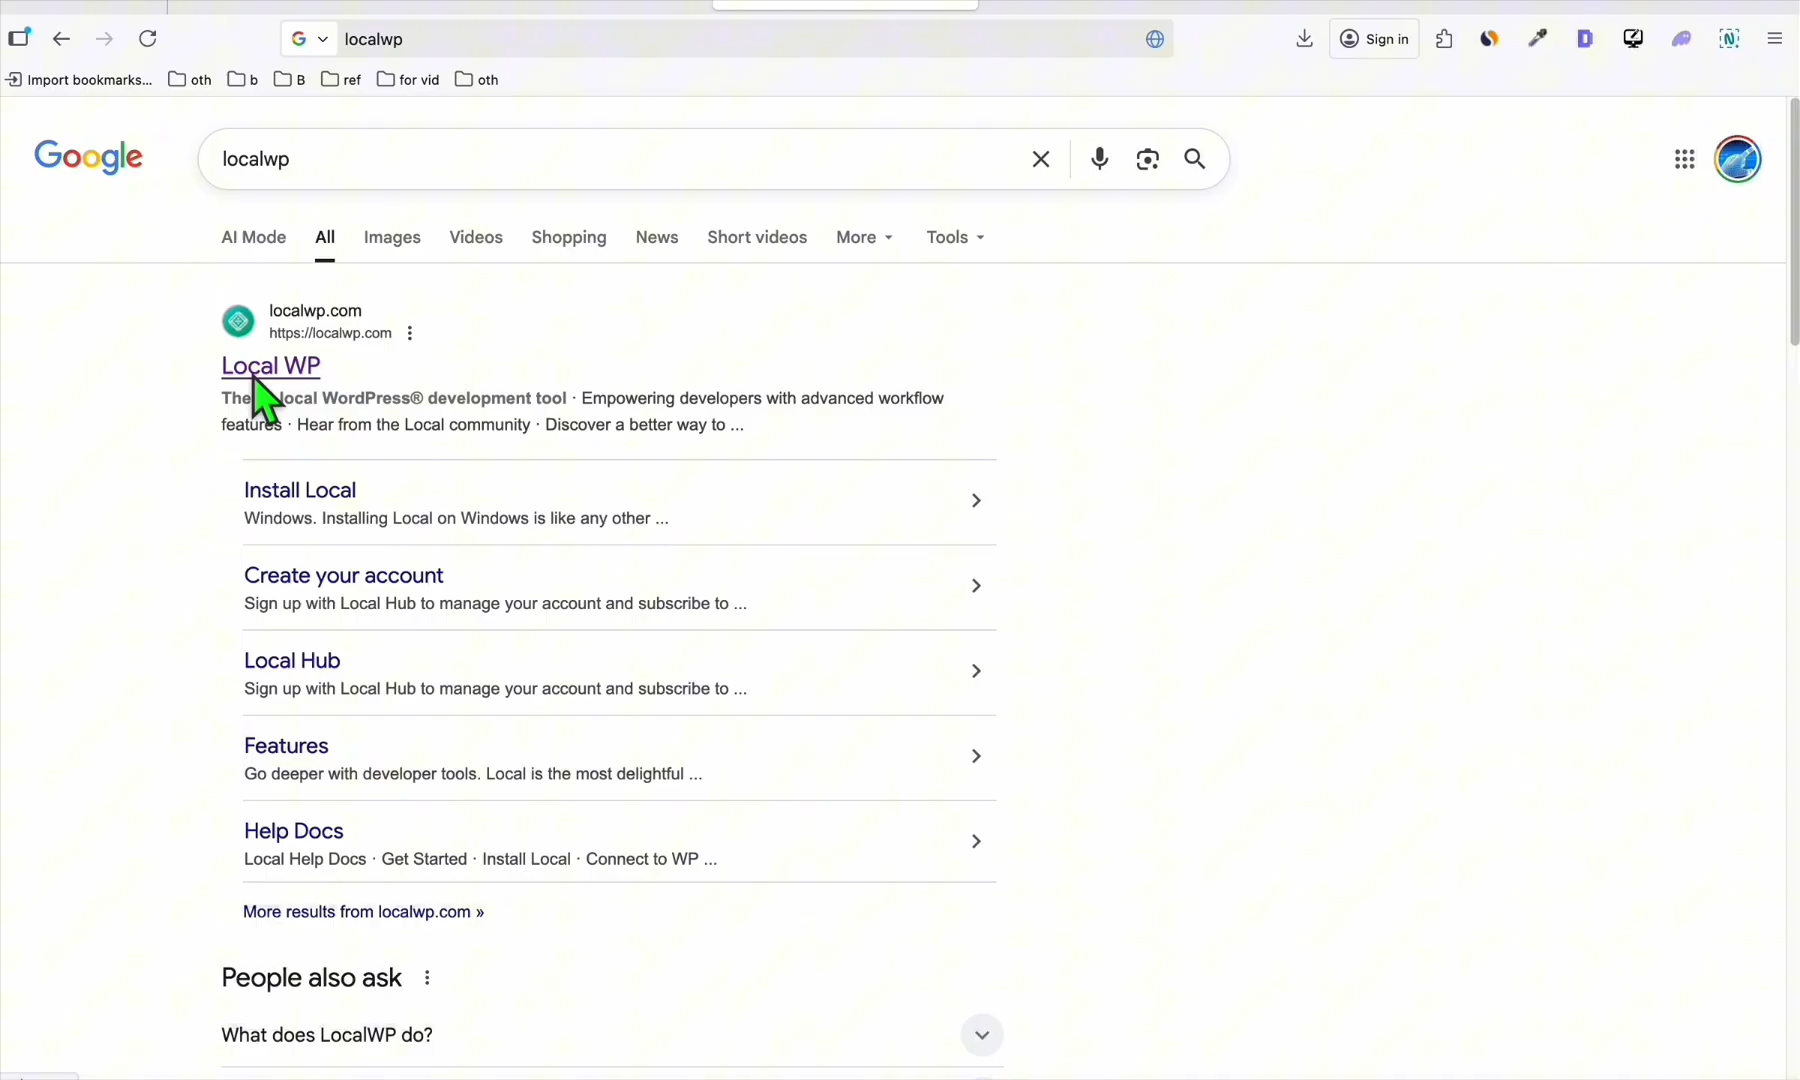 localwp
Sign in
Import bookmarks...
oth
b
B
ref
for vid
oth
Google
localwp
AI Mode
All
Images
Videos
Shopping
News
Short videos
More
Tools
localwp.com
https://localwp.com
Local WP
The local WordPress® development tool · Empowering developers with advanced workflow
features · Hear from the Local community · Discover a better way to ...
Install Local
Windows. Installing Local on Windows is like any other ...
Create your account
Sign up with Local Hub to manage your account and subscribe to ...
Local Hub
Sign up with Local Hub to manage your account and subscribe to ...
Features
Go deeper with developer tools. Local is the most delightful ...
Help Docs
Local Help Docs · Get Started · Install Local · Connect to WP ...
More results from localwp.com »
People also ask
What does LocalWP do?